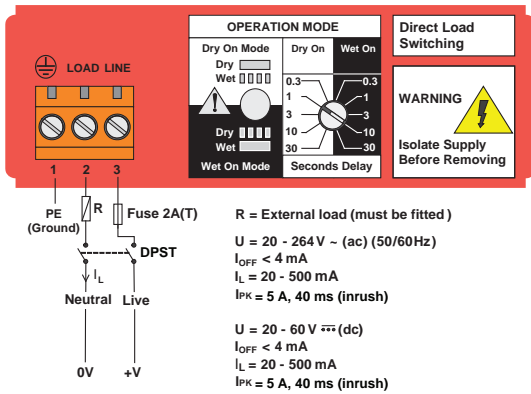 OPERATION MODE
Dry On Mode
Dry
Wet
Dry
Wet
Wet On Mode
Dry On
Wet On
0.3
0.3
1
1
3
3
10
10
30
30
Seconds Delay
Direct Load
Switching
WARNING
Isolate Supply
Before Removing
LOAD LINE
1 2 3
PE
(Ground)
R
Fuse 2A(T)
DPST
IL
Neutral Live
0V +V
R = External load (must be fitted )
U = 20 - 264 V ~ (ac) (50/60Hz)
IOFF < 4 mA
IL = 20 - 500 mA
IPK = 5 A, 40 ms (inrush)
U = 20 - 60 V ⎓ (dc)
IOFF < 4 mA
IL = 20 - 500 mA
IPK = 5 A, 40 ms (inrush)